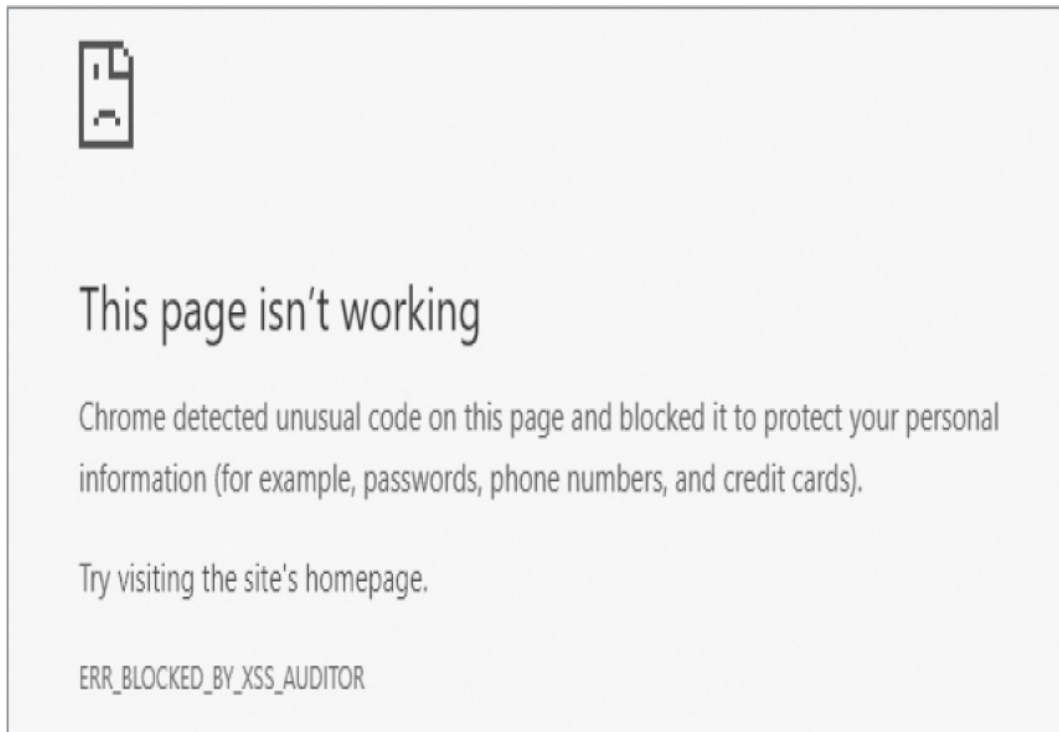 This page isn’t working
Chrome detected unusual code on this page and blocked it to protect your personal
information (for example, passwords, phone numbers, and credit cards).
Try visiting the site's homepage.
ERR_BLOCKED_BY_XSS_AUDITOR